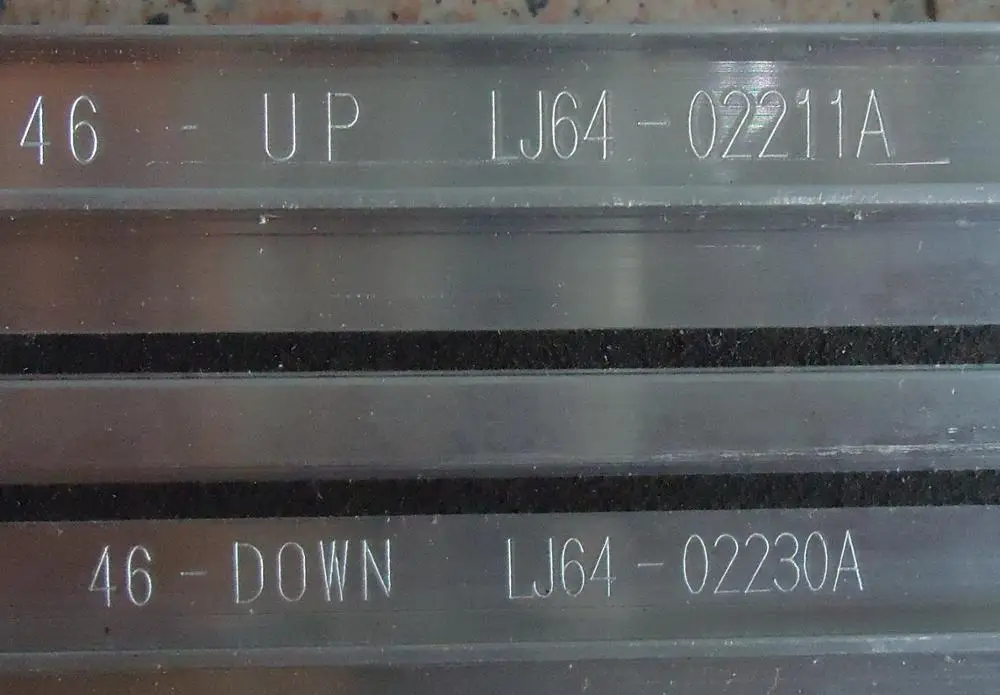 46 - UP LJ64 - 02211A
46 - DOWN LJ64 - 02230A